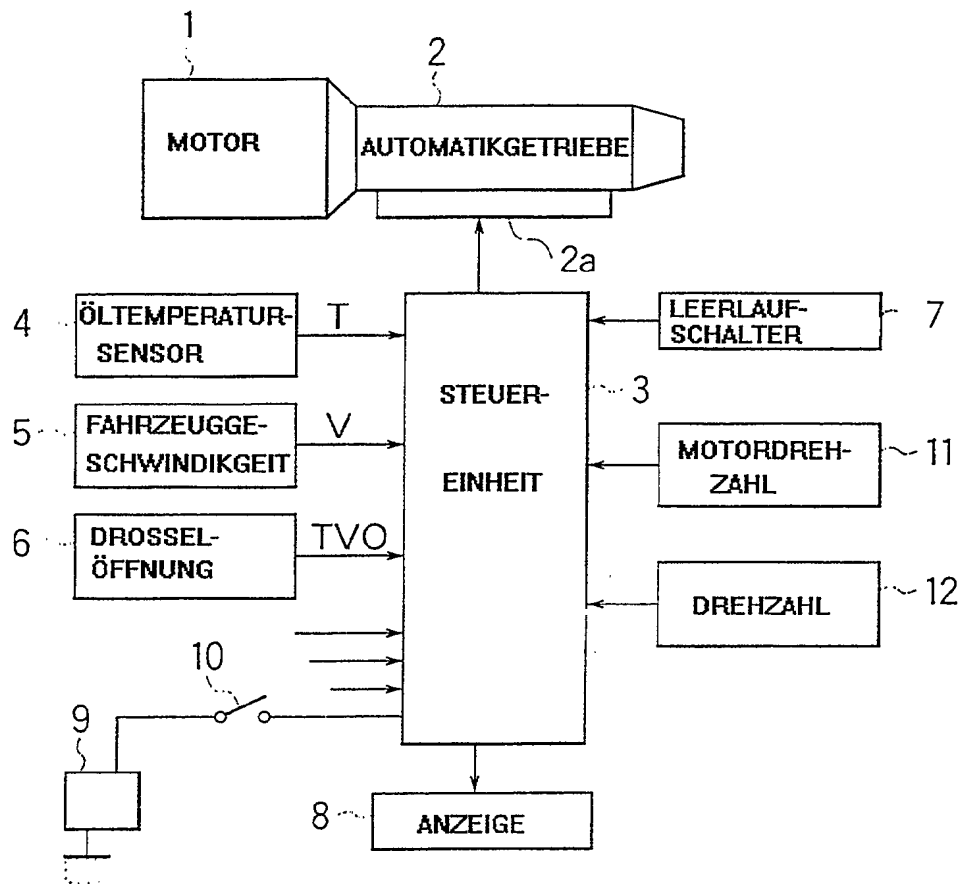 1
2
MOTOR
AUTOMATIKGETRIEBE
2a
4
ÖLTEMPERATUR-
SENSOR
T
LEERLAUF-
SCHALTER
7
3
STEUER-
EINHEIT
5
FAHRZEUGGE-
SCHWINDIKGEIT
V
MOTORDREH-
ZAHL
11
6
DROSSEL-
ÖFFNUNG
TVO
DREHZAHL
12
10
9
8
ANZEIGE